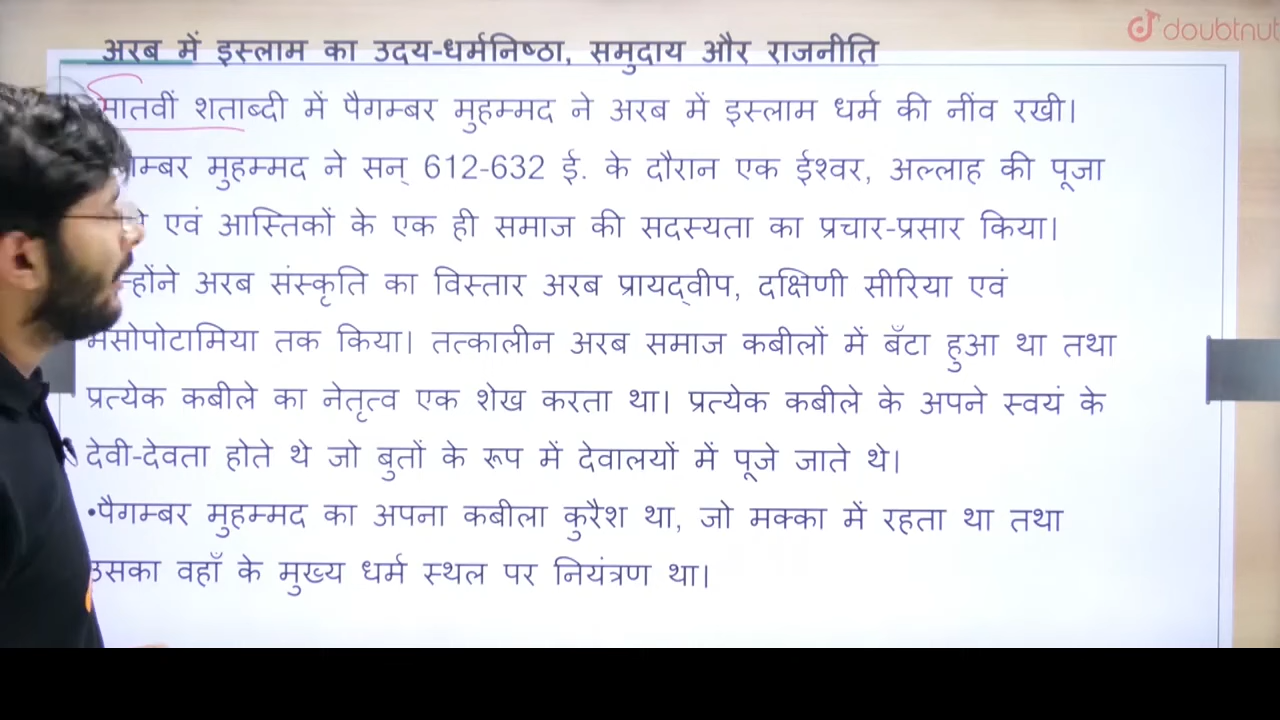 doubtnut
अरब में इस्लाम का उदय-धर्मनिष्ठा, समुदाय और राजनीति
सातवीं शताब्दी में पैगम्बर मुहम्मद ने अरब में इस्लाम धर्म की नींव रखी।
मुहम्मद ने सन् 612-632 ई. के दौरान एक ईश्वर, अल्लाह की पूजा
एवं आस्तिकों के एक ही समाज की सदस्यता का प्रचार-प्रसार किया।
उन्होंने अरब संस्कृति का विस्तार अरब प्रायद्वीप, दक्षिणी सीरिया एवं
मेसोपोटामिया तक किया। तत्कालीन अरब समाज कबीलों में बँटा हुआ था तथा
प्रत्येक कबीले का नेतृत्व एक शेख करता था। प्रत्येक कबीले के अपने स्वयं के
देवी-देवता होते थे जो बुतों के रूप में देवालयों में पूजे जाते थे।
•पैगम्बर मुहम्मद का अपना कबीला कुरैश था, जो मक्का में रहता था तथा
उसका वहाँ के मुख्य धर्म स्थल पर नियंत्रण था।